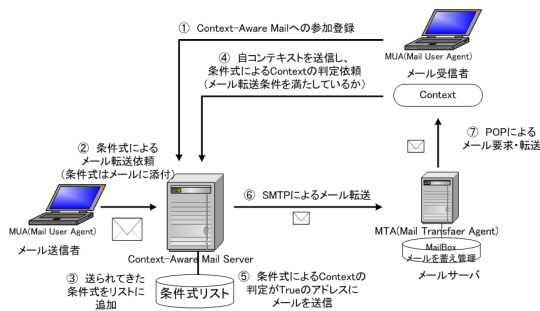 ① Context-Aware Mailへの参加登録
④ 自コンテキストを送信し、
条件式によるContextの判定依頼
（メール転送条件を満たしているか）
MUA(Mail User Agent)
メール受信者
Context
② 条件式による
メール転送依頼
（条件式はメールに添付）
MUA(Mail User Agent)
メール送信者
⑥ SMTPによるメール転送
⑦ POPによる
メール要求・転送
MTA(Mail Transfaer Agent)
MailBox
メールを蓄え管理
メールサーバ
Context-Aware Mail Server
③ 送られてきた
条件式をリストに
追加
条件式リスト
⑤ 条件式によるContextの
判定がTrueのアドレスに
メールを送信